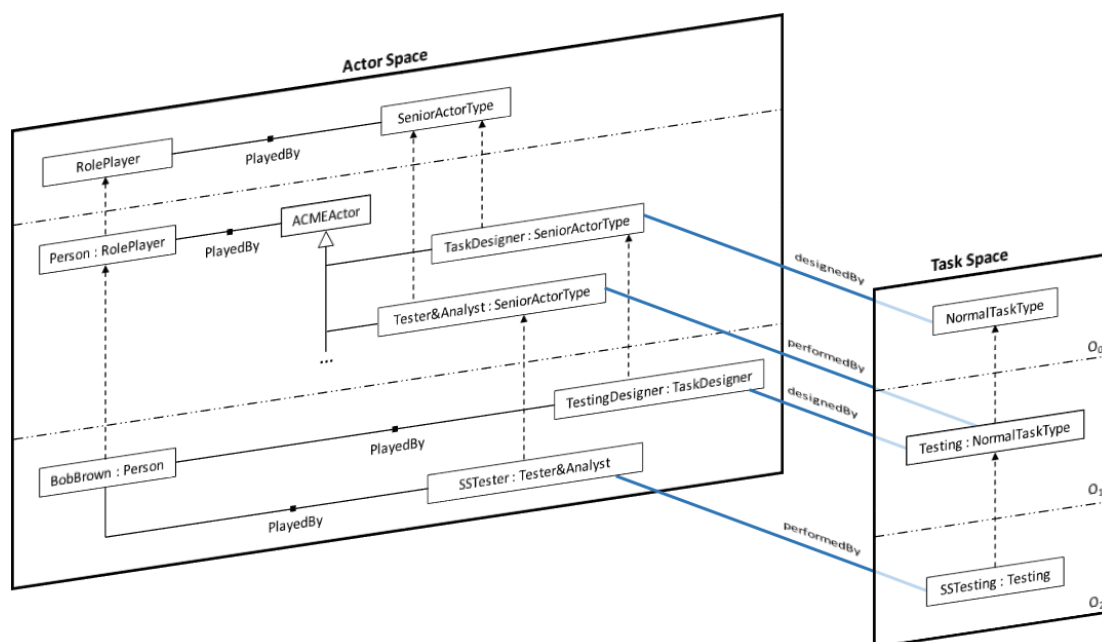 Actor Space
SeniorActorType
RolePlayer
PlayedBy
ACMEActor
Person : RolePlayer
PlayedBy
TaskDesigner : SeniorActorType
Tester&Analyst : SeniorActorType
...
TestingDesigner : TaskDesigner
PlayedBy
BobBrown : Person
SSTester : Tester&Analyst
PlayedBy
designedBy
performedBy
designedBy
performedBy
Task Space
NormalTaskType
O0
Testing : NormalTaskType
O1
SSTesting : Testing
O2